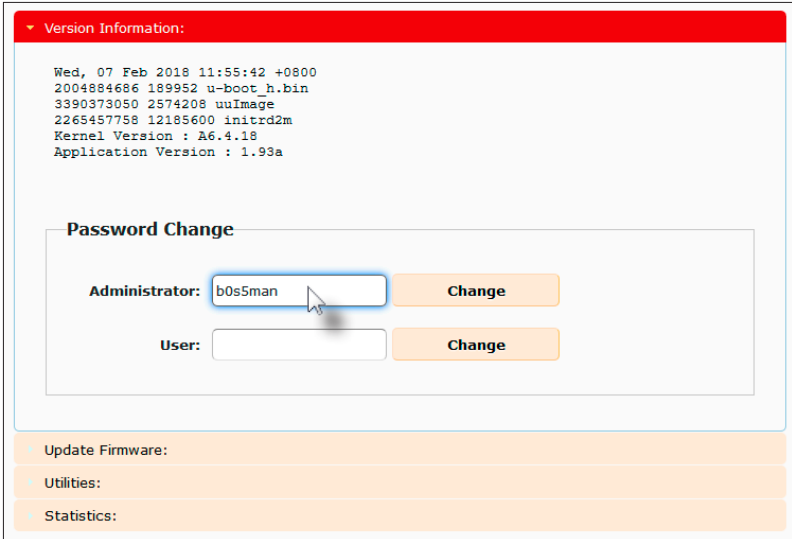 Version Information:
Wed, 07 Feb 2018 11:55:42 +0800
2004884686 189952 u-boot_h.bin
3390373050 2574208 uuImage
2265457758 12185600 initrd2m
Kernel Version : A6.4.18
Application Version : 1.93a
Password Change
Administrator: b0s5man Change
User: Change
Update Firmware:
Utilities:
Statistics: